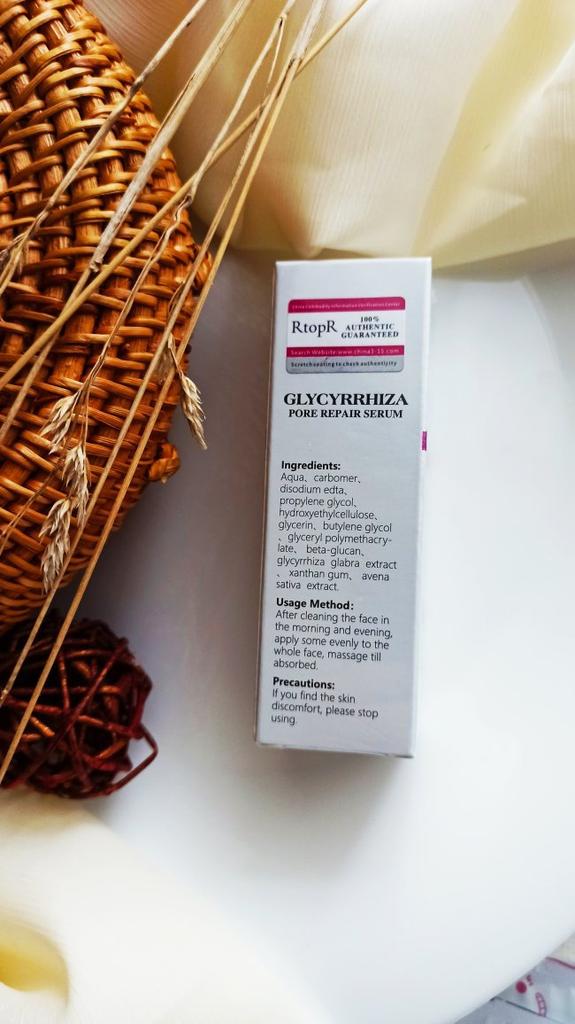 China Commodity Information Verification Center
RtopR 100% AUTHENTIC GUARANTEED
Search Website:www.china3-15.com
Scratch coating to check authenticity
GLYCYRRHIZA
PORE REPAIR SERUM
Ingredients:
Aqua、carbomer、
disodium edta、
propylene glycol、
hydroxyethylcellulose、
glycerin、butylene glycol
、glyceryl polymethacry-
late、beta-glucan、
glycyrrhiza glabra extract
、xanthan gum、avena
sativa extract.
Usage Method:
After cleaning the face in
the morning and evening,
apply some evenly to the
whole face, massage till
absorbed.
Precautions:
If you find the skin
discomfort, please stop
using.